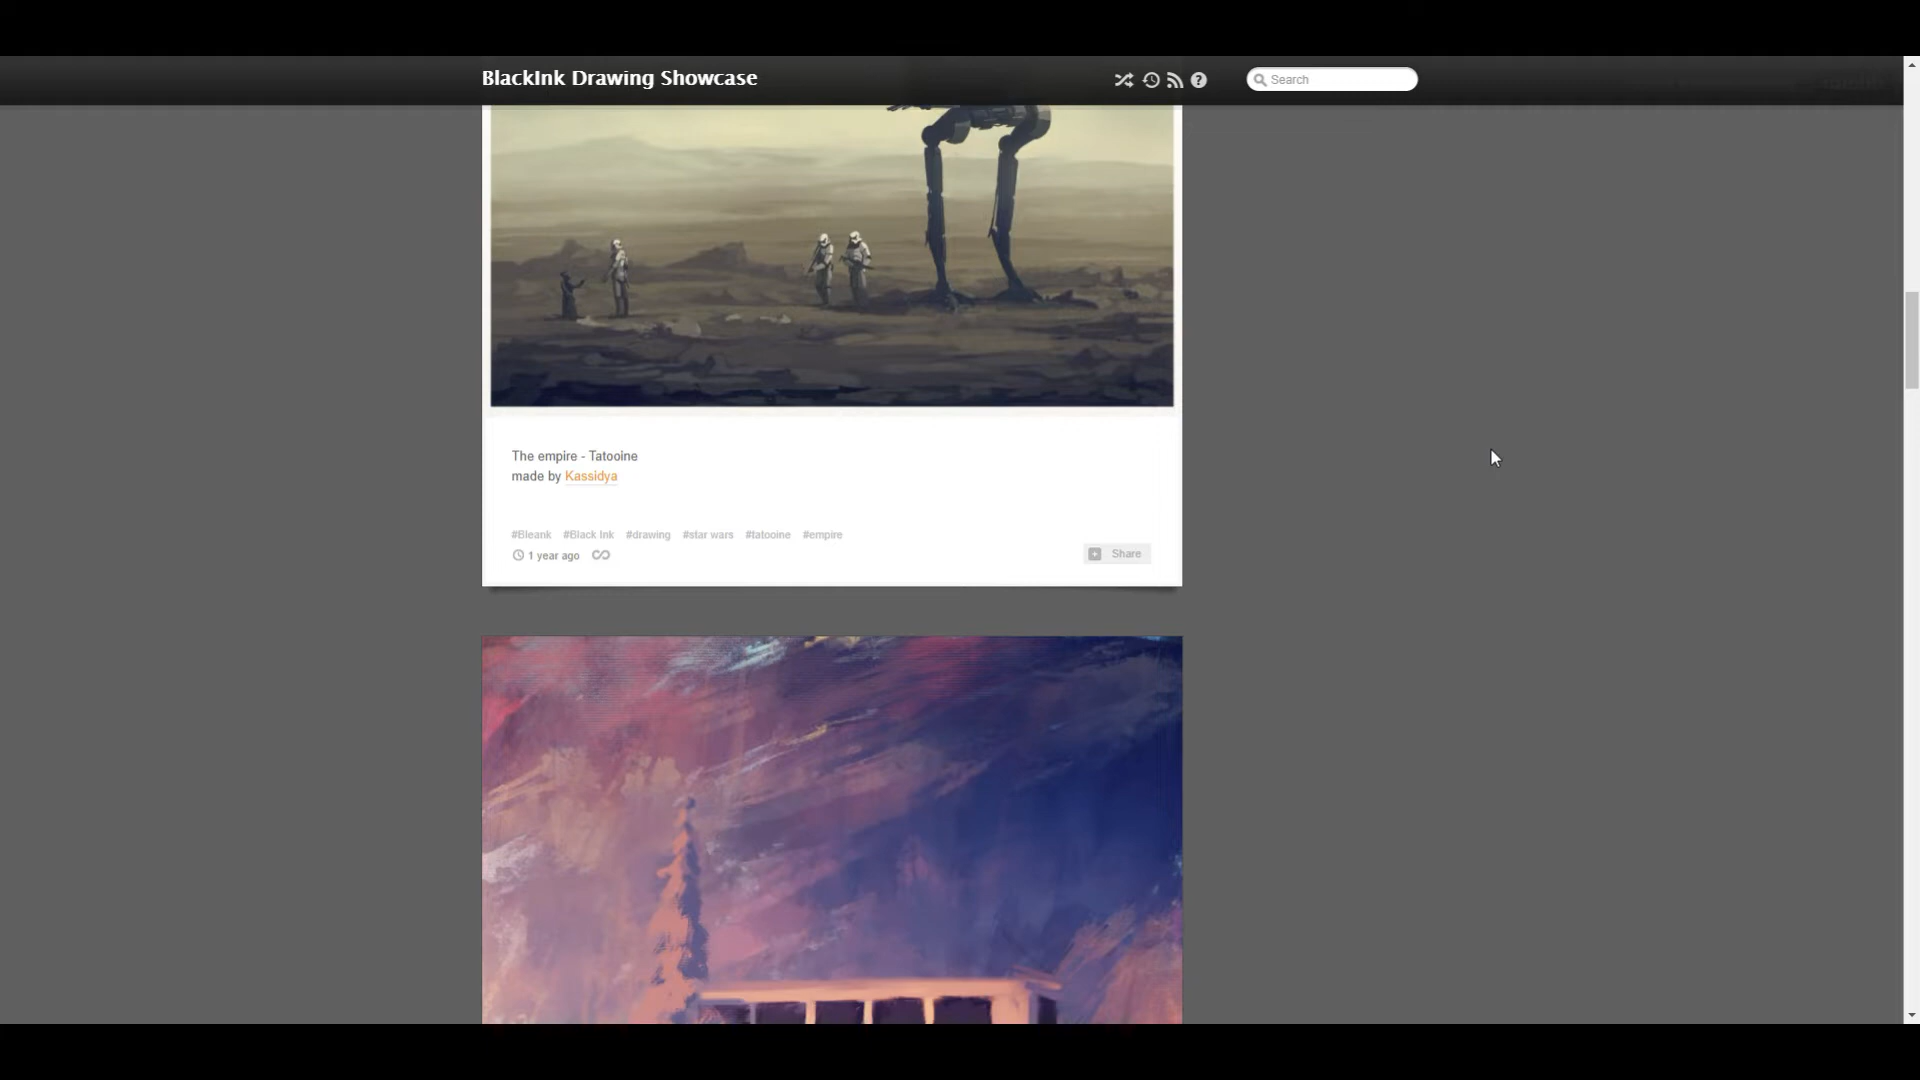 BlackInk Drawing Showcase
Search
The empire - Tatooine
made by Kassidya
#Bleank #Black Ink #drawing #star wars #tatooine #empire
1 year ago
Share